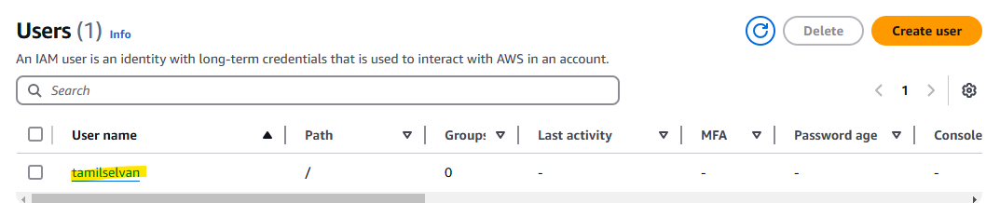 Users (1) Info
Delete
Create user
An IAM user is an identity with long-term credentials that is used to interact with AWS in an account.
Search
1
User name Path Groups Last activity MFA Password age Console
tamilselvan / 0 - - - -